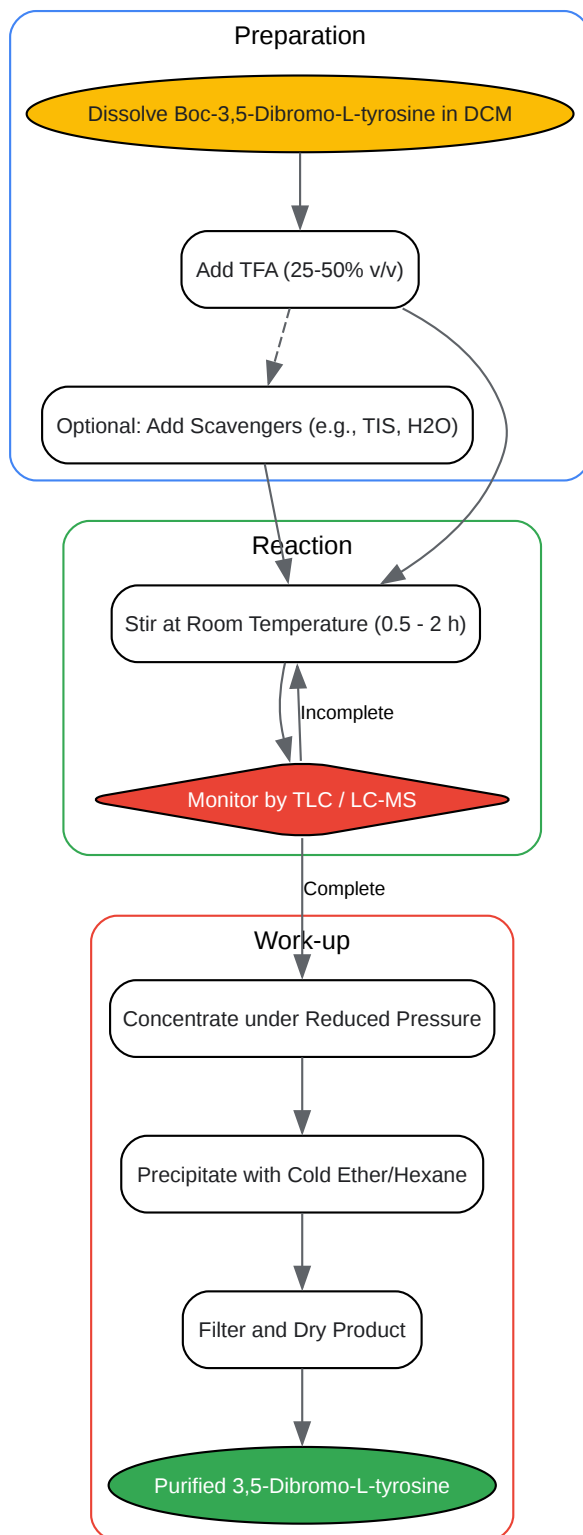 Preparation
Dissolve Boc-3,5-Dibromo-L-tyrosine in DCM
Add TFA (25-50% v/v)
Optional: Add Scavengers (e.g., TIS, H2O)
Reaction
Stir at Room Temperature (0.5 - 2 h)
Incomplete
Monitor by TLC / LC-MS
Complete
Work-up
Concentrate under Reduced Pressure
Precipitate with Cold Ether/Hexane
Filter and Dry Product
Purified 3,5-Dibromo-L-tyrosine